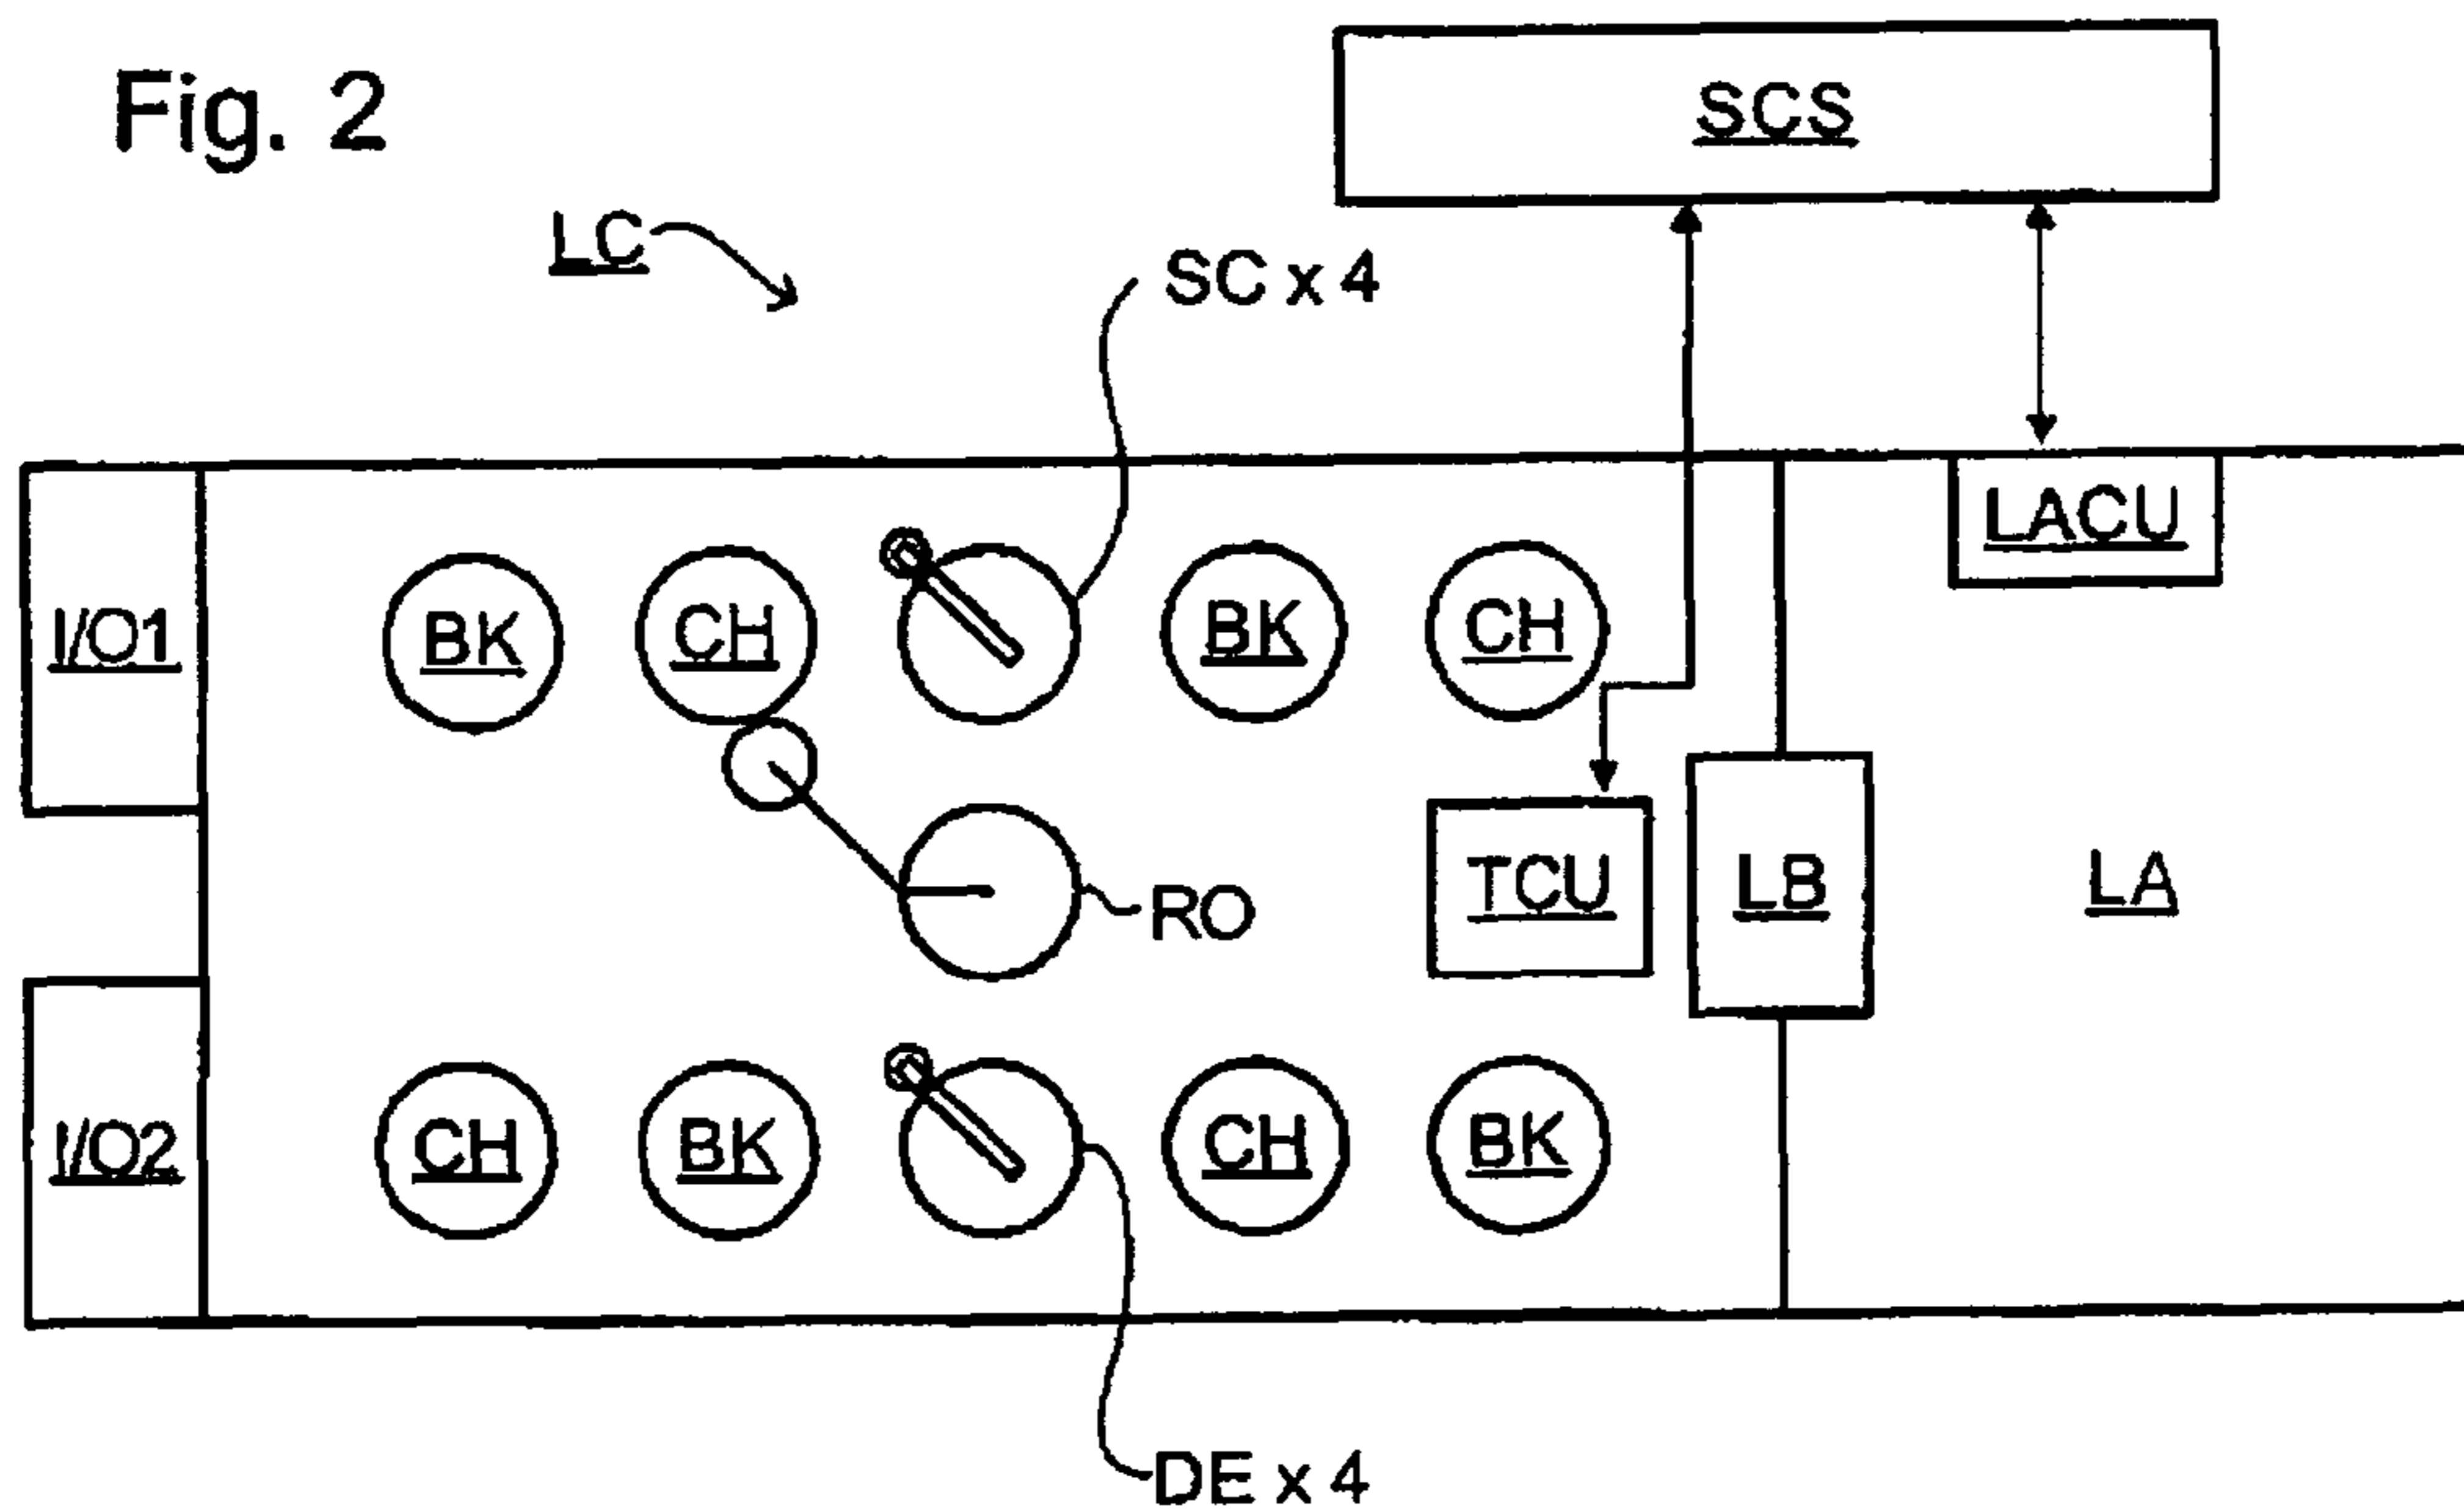 Fig. 2
SCS
LC
SC x 4
LACU
I/O1
BK
CH
BK
CH
RO
TCU
LB
LA
I/O2
CH
BK
CH
BK
DE x 4